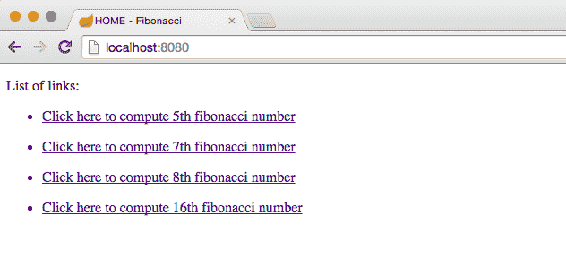 HOME - Fibonacci
localhost:8080
List of links:
Click here to compute 5th fibonacci number
Click here to compute 7th fibonacci number
Click here to compute 8th fibonacci number
Click here to compute 16th fibonacci number